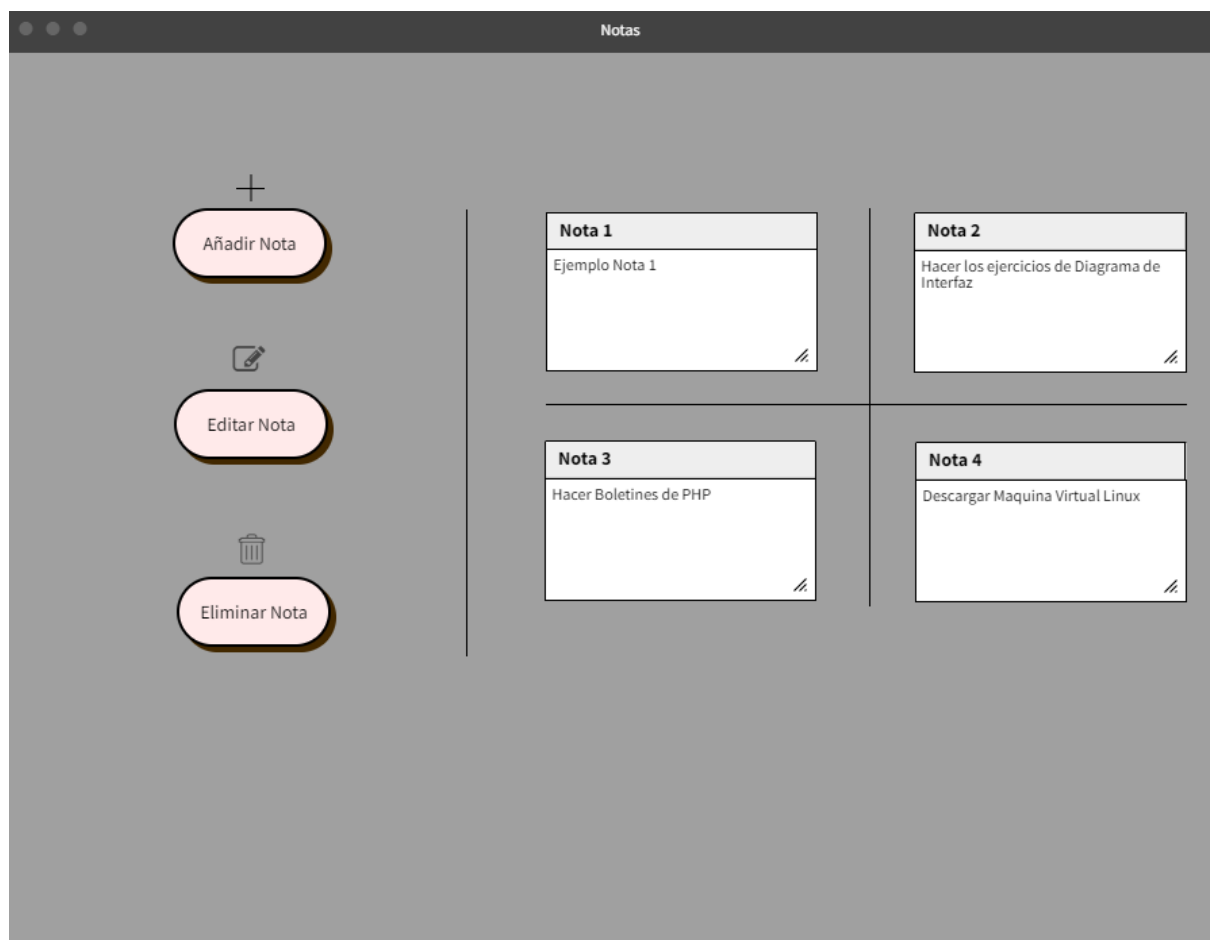 Notas
Añadir Nota
Editar Nota
Eliminar Nota
Nota 1
Ejemplo Nota 1
Nota 2
Hacer los ejercicios de Diagrama de
Interfaz
Nota 3
Hacer Boletines de PHP
Nota 4
Descargar Maquina Virtual Linux